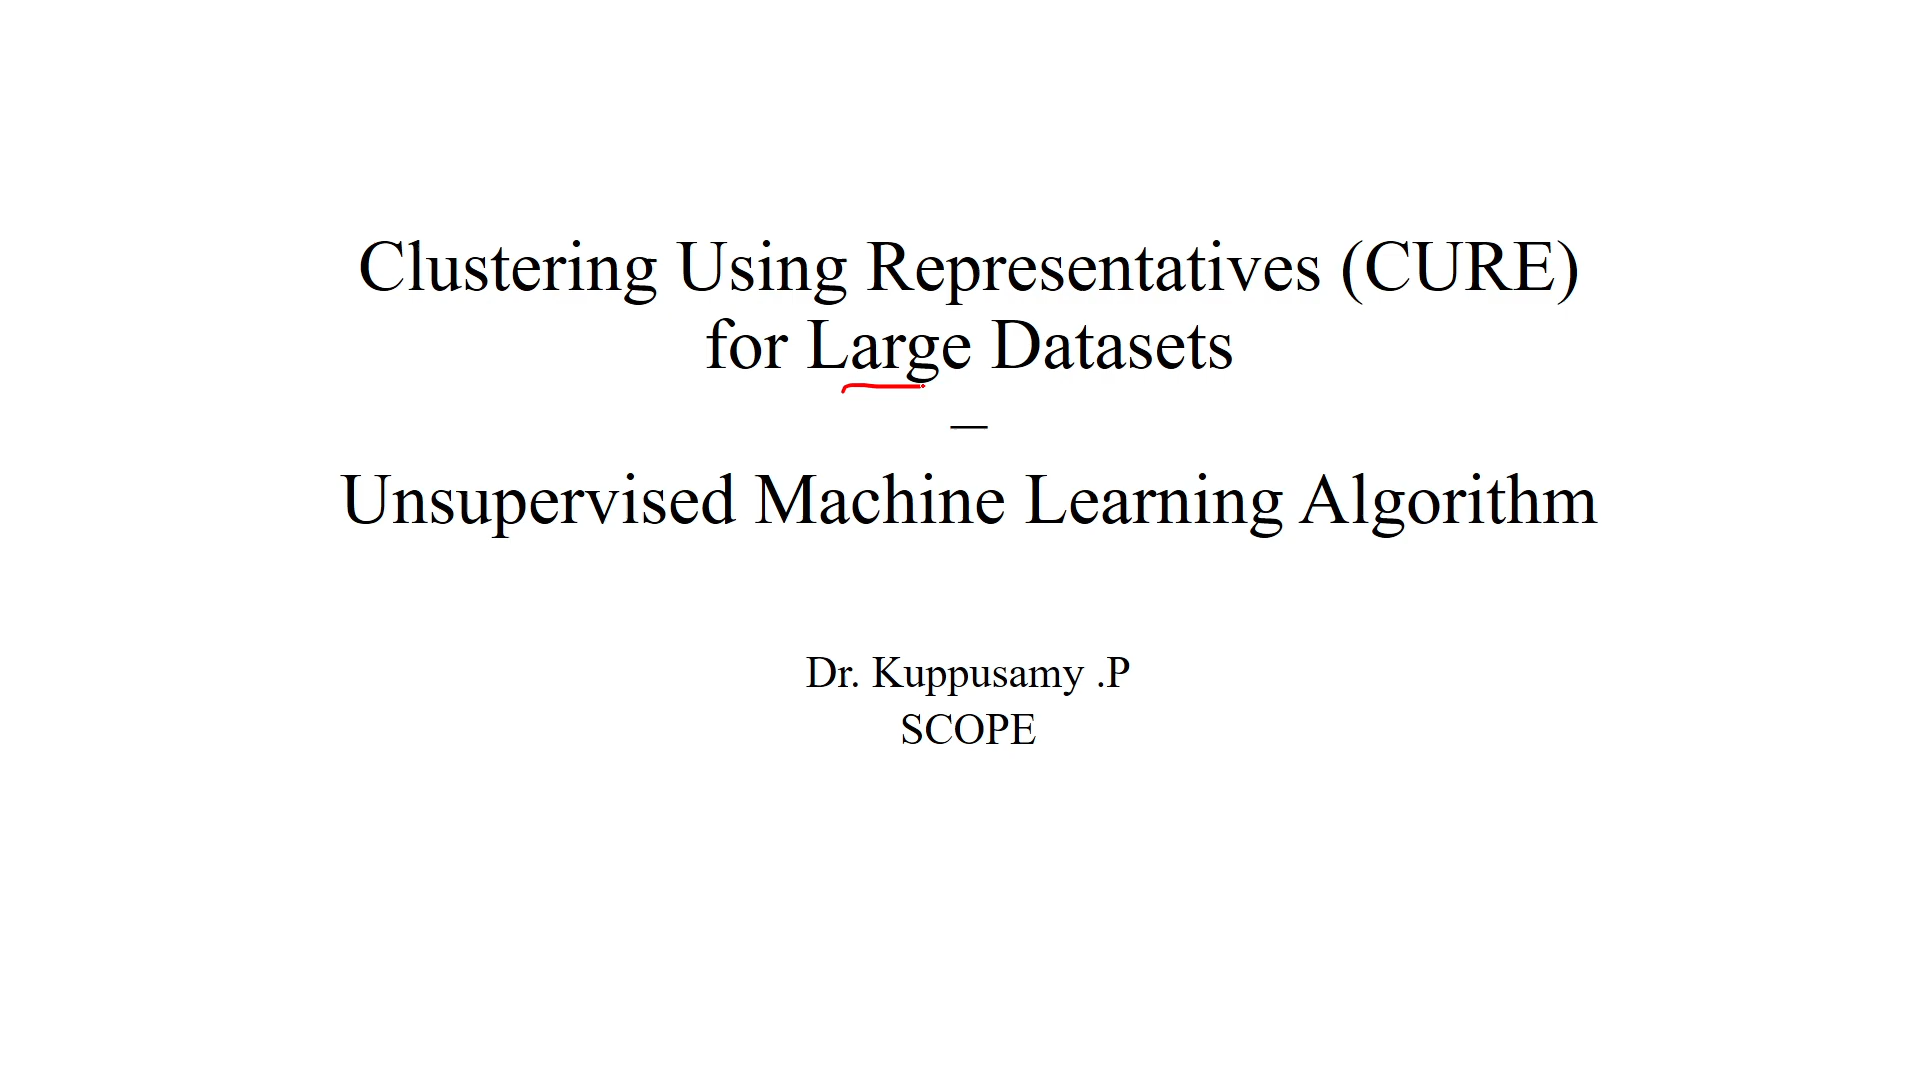 Clustering Using Representatives (CURE)
for Large Datasets
–
Unsupervised Machine Learning Algorithm
Dr. Kuppusamy .P
SCOPE